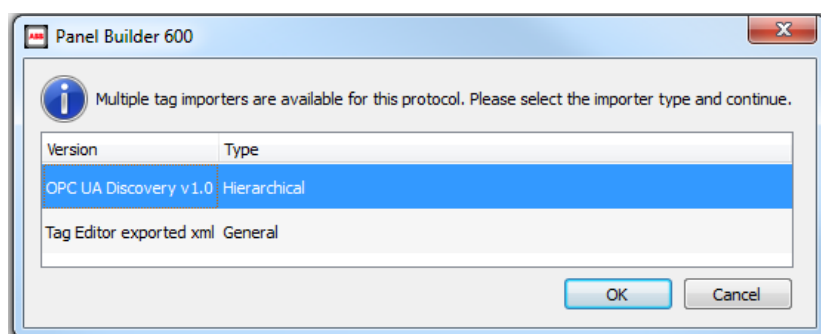 ABB Panel Builder 600
Multiple tag importers are available for this protocol. Please select the importer type and continue.
Version Type
OPC UA Discovery v1.0 Hierarchical
Tag Editor exported xml General
OK Cancel